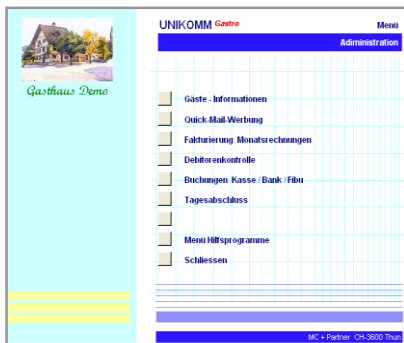 UNIKOMM Gastro Menü
Administration
Gasthaus Demo
Gäste - Informationen
Quick-Mail-Werbung
Fakturierung Monatsrechnungen
Debitorenkontrolle
Buchungen Kasse / Bank / Fibu
Tagesabschluss
Menü Hilfsprogramme
Schliessen
MC + Partner CH-3600 Thun